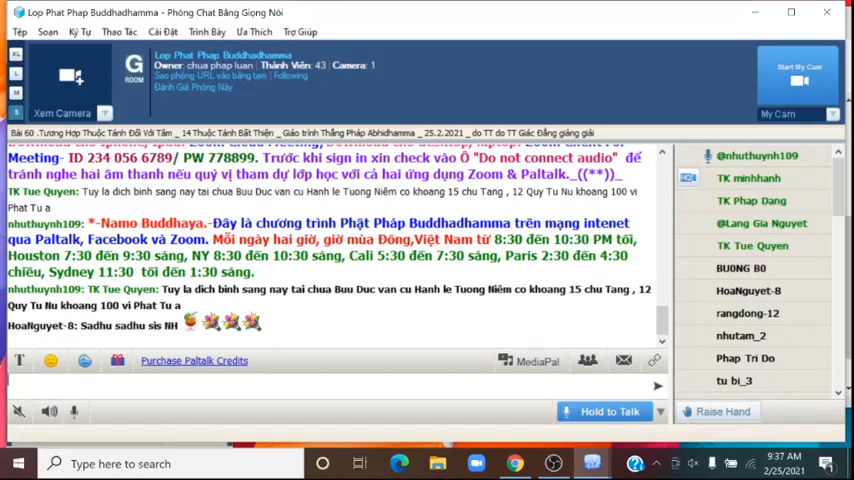 Lop Phat Phap Buddhadhamma - Phòng Chat Bằng Giọng Nói
Tệp Soạn Ký Tự Thao Tác Cài Đặt Trình Bày Ưa Thích Trợ Giúp
XL
L
M
S
Xem Camera
G
ROOM
Lop Phat Phap Buddhadhamma
Owner: chua phap luan | Thành Viên: 43 | Camera: 1
Sao phỏng URL vào bảng tạm | Following
Đánh Giá Phòng Này
Start My Cam
My Cam
Bài 60 .Tương Hợp Thuộc Tánh Đối Với Tâm _ 14 Thuộc Tánh Bất Thiện _ Giáo trình Thắng Pháp Abhidhamma _ 25.2.2021 _ do TT do TT Giác Đẳng giảng giải
Meeting- ID 234 056 6789/ PW 778899. Trước khi sign in xin check vào Ô "Do not connect audio" để
tránh nghe hai âm thanh nếu quý vị tham dự lớp học với cả hai ứng dụng Zoom & Paltalk._((**))_
TK Tue Quyen: Tuy la dich binh sang nay tai chua Buu Duc van cu Hanh le Tuong Niêm co khoang 15 chu Tang , 12 Quy Tu Nu khoang 100 vi
Phat Tu a
nhuthuynh109: *-Namo Buddhaya.-Đây là chương trình Phật Pháp Buddhadhamma trên mạng intenet
qua Paltalk, Facebook và Zoom. Mỗi ngày hai giờ, giờ mùa Đông,Việt Nam từ 8:30 đến 10:30 PM tối,
Houston 7:30 đến 9:30 sáng, NY 8:30 đến 10:30 sáng, Cali 5:30 đến 7:30 sáng, Paris 2:30 đến 4:30
chiều, Sydney 11:30 tối đến 1:30 sáng.
nhuthuynh109: TK Tue Quyen: Tuy la dich binh sang nay tai chua Buu Duc van cu Hanh le Tuong Niêm co khoang 15 chu Tang , 12
Quy Tu Nu khoang 100 vi Phat Tu a
HoaNguyet-8: Sadhu sadhu sis NH
@nhuthuynh109
HD
TK minhhanh
TK Phap Dang
@Lang Gia Nguyet
TK Tue Quyen
BUONG BO
HoaNguyet-8
rangdong-12
nhutam_2
Phap Tri Do
tu bi_3
T
Purchase Paltalk Credits
MediaPal
Hold to Talk
Raise Hand
Type here to search
9:37 AM
2/25/2021
1